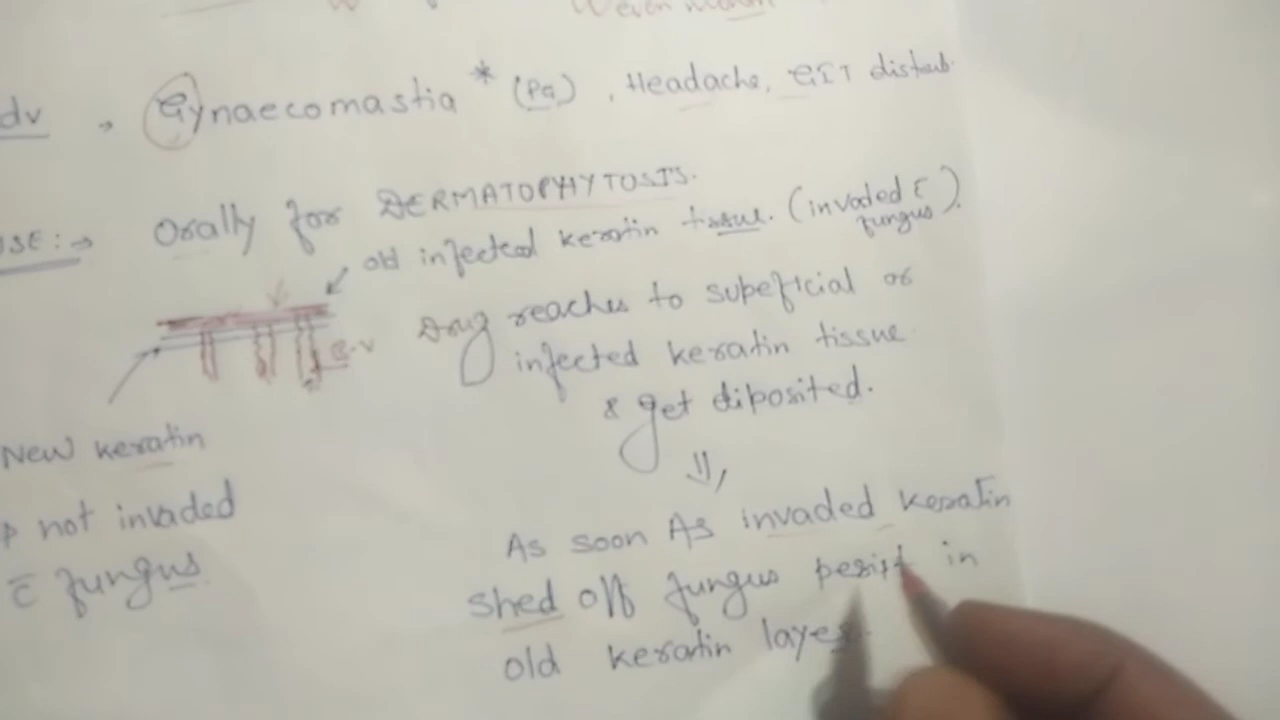 dv → Gynaecomastia * (Pq) , Headache, GIT disteb.
USE :→ Orally for DERMATOPHYTOSIS.
old infected keratin tissue. (invaded c̄ fungus).
B.V
Drug reaches to supeficial or
infected keratin tissue
& get diposited.
New keratin
not invaded
c̄ fungus
As soon As invaded keratin
shed off fungus persist in
old keratin layer